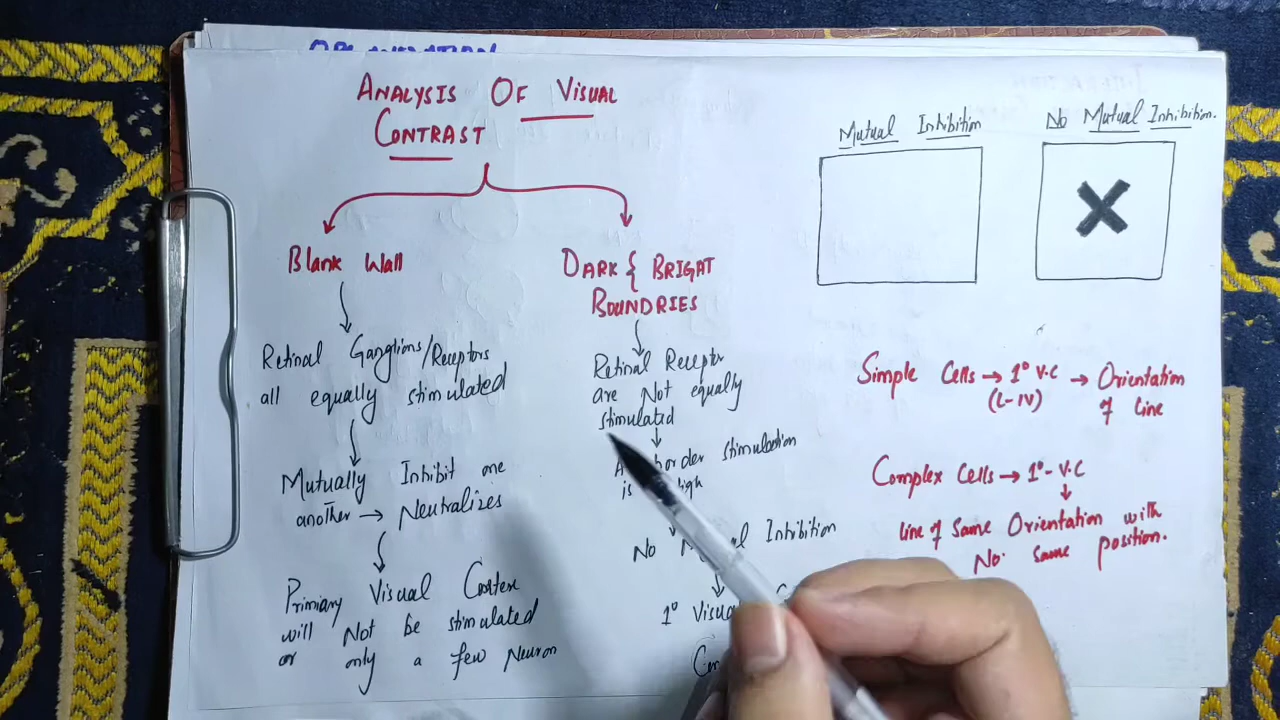 ANALYSIS OF VISUAL
CONTRAST
Blank Wall
Retinal Ganglions/Receptors
all equally stimulated
Mutually Inhibit one
another → Neutralizes
Primiary Visual Cortex
will Not be stimulated
or only a few Neuron
DARK & BRIGHT
BOUNDRIES
Retinal Receptor
are Not equally
stimulated
border stimulation
is high
No Inhibition
1°
Mutual Inhibition
No Mutual Inhibition.
Simple Cells → 1° V.C → Orientation
(L-IV) of line
Complex Cells → 1°- V.C
line of Same Orientation with
No. same position.